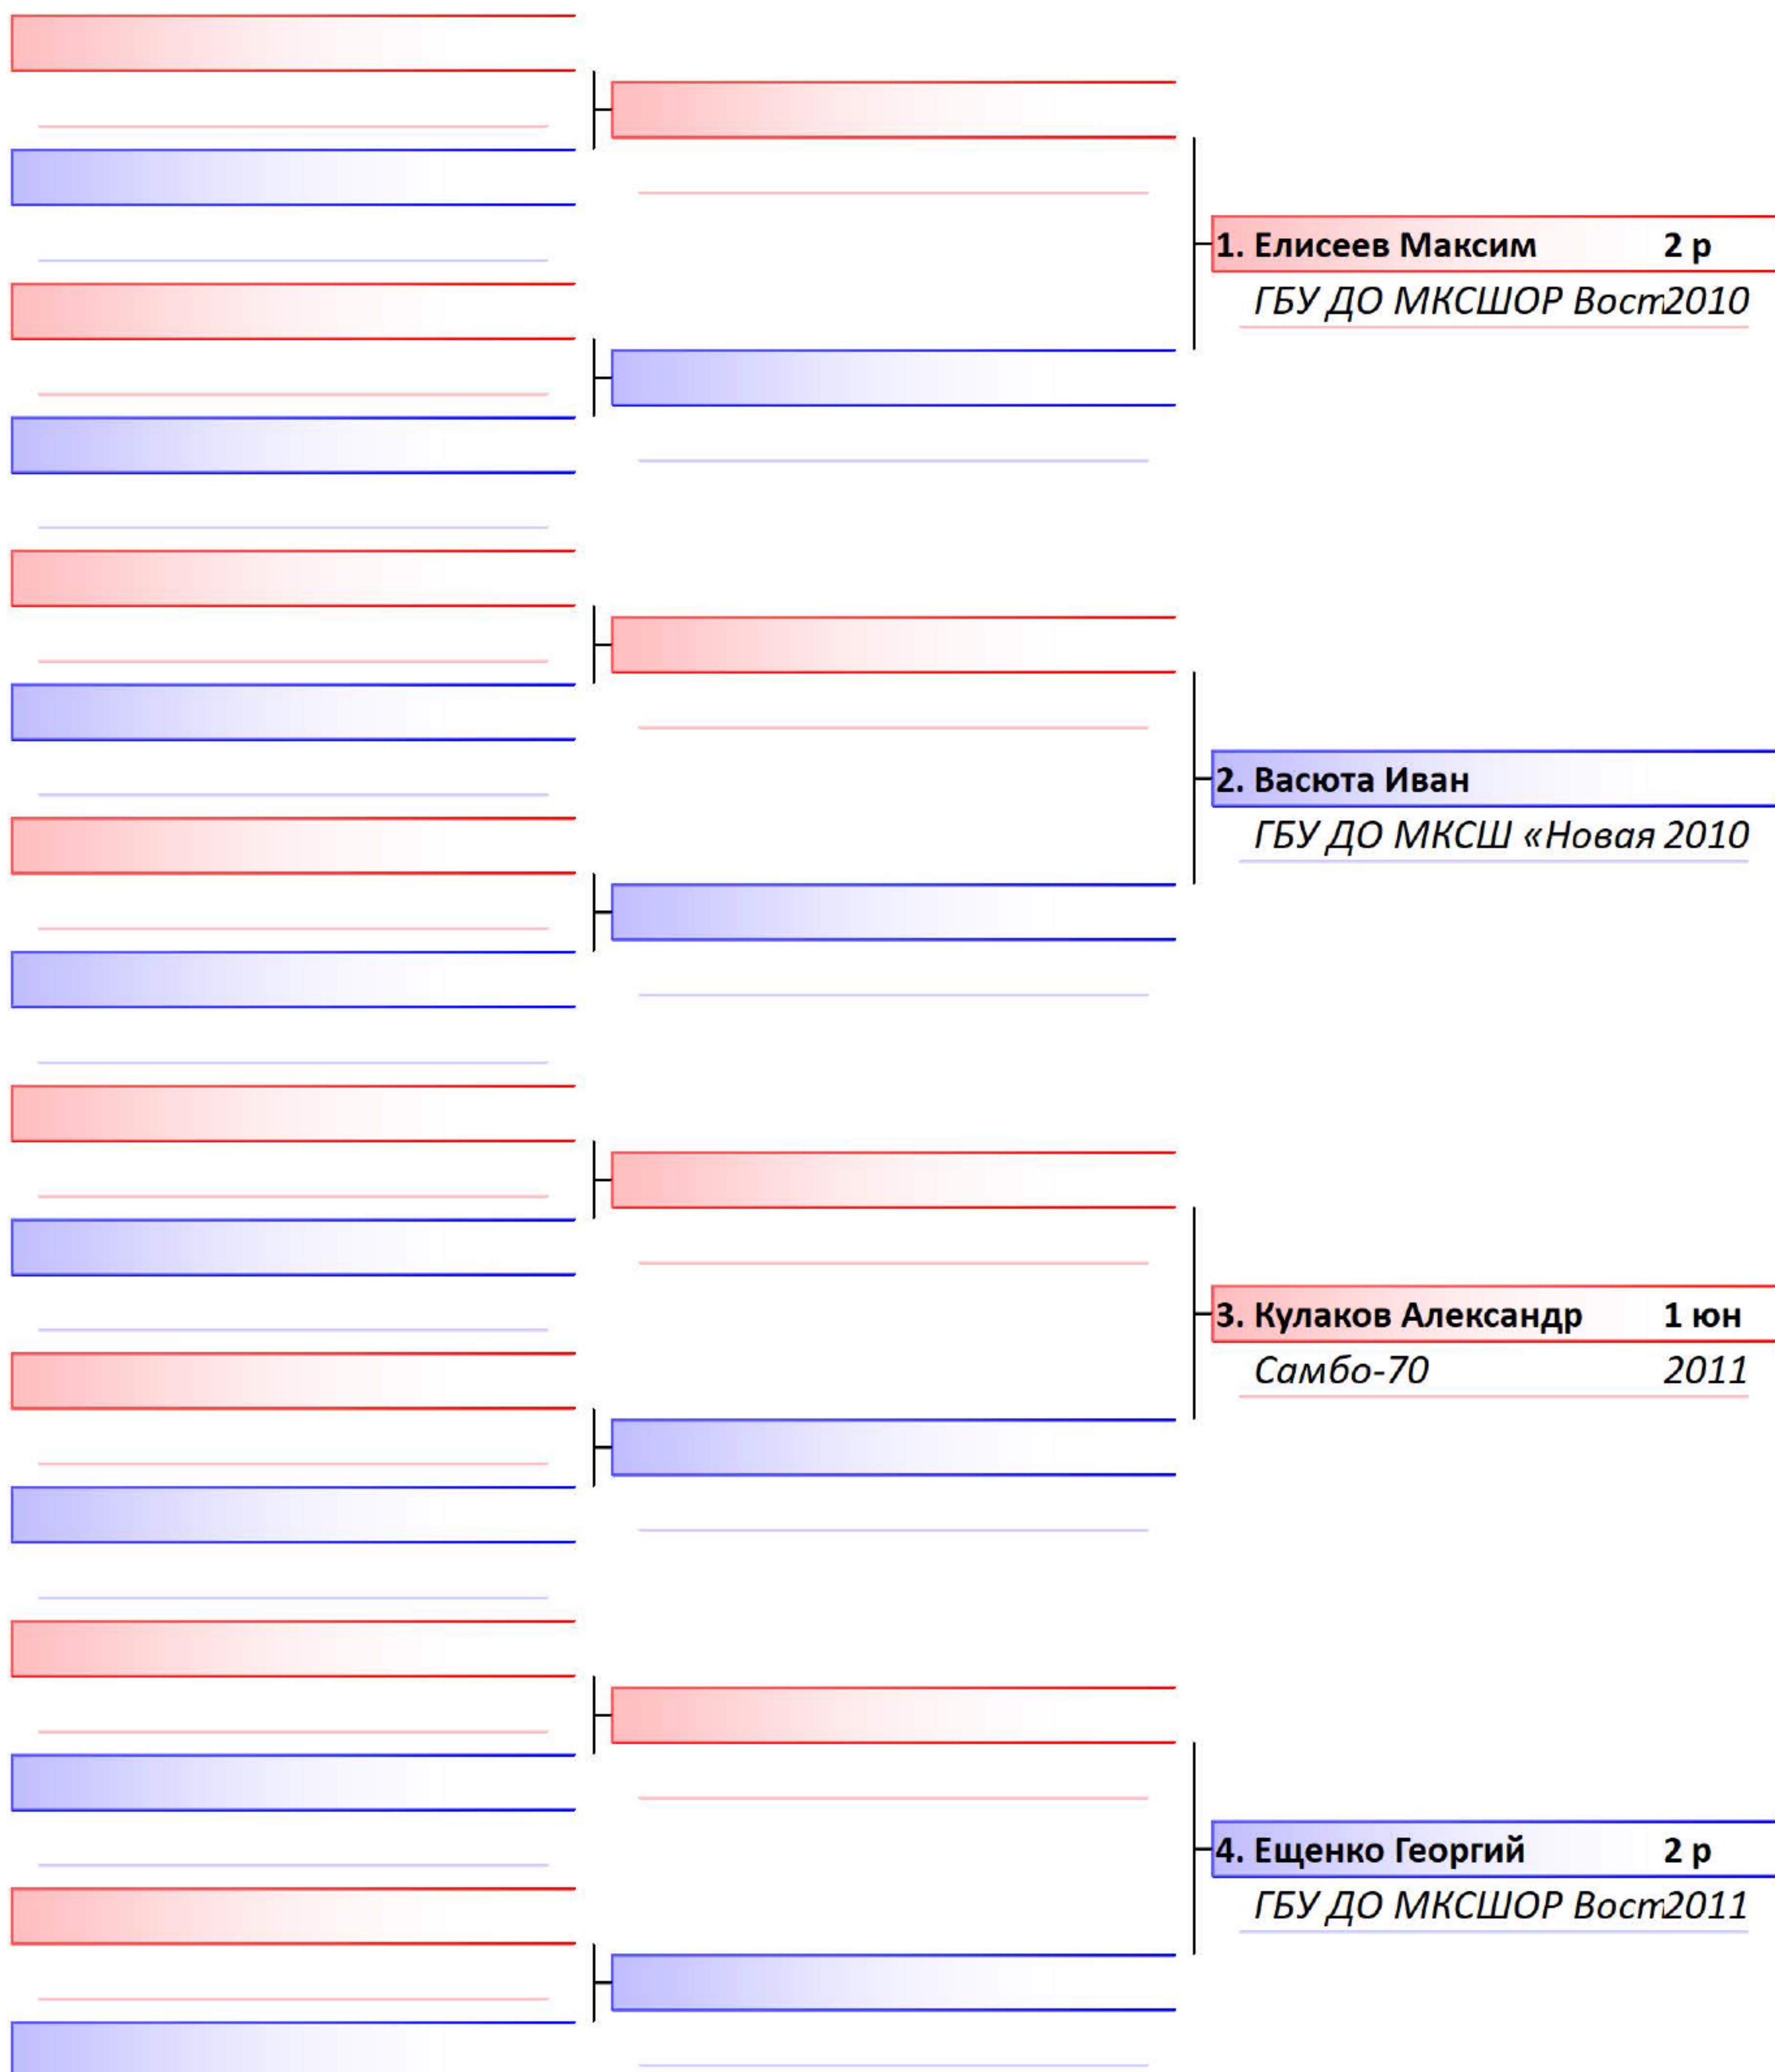 1. Елисеев Максим 2 р
ГБУ ДО МКСШОР Вост2010
2. Васюта Иван
ГБУ ДО МКСШ «Новая 2010
3. Кулаков Александр 1 юн
Самбо-70 2011
4. Ещенко Георгий 2 р
ГБУ ДО МКСШОР Вост2011